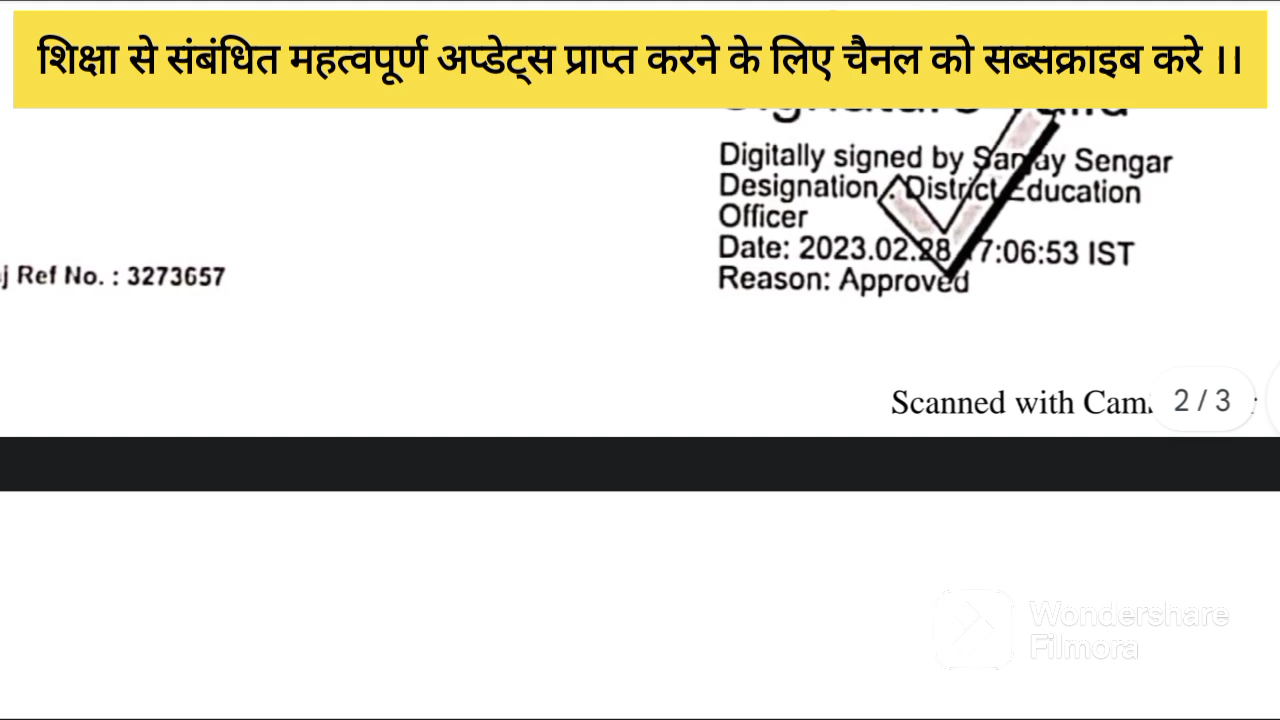 शिक्षा से संबंधित महत्वपूर्ण अप्डेट्स प्राप्त करने के लिए चैनल को सब्सक्राइब करे ।।
Digitally signed by Sanjay Sengar
Designation : District Education
Officer
Date: 2023.02.28 17:06:53 IST
Reason: Approved
Ref No. : 3273657
Scanned with
2 / 3
Wondershare
Filmora